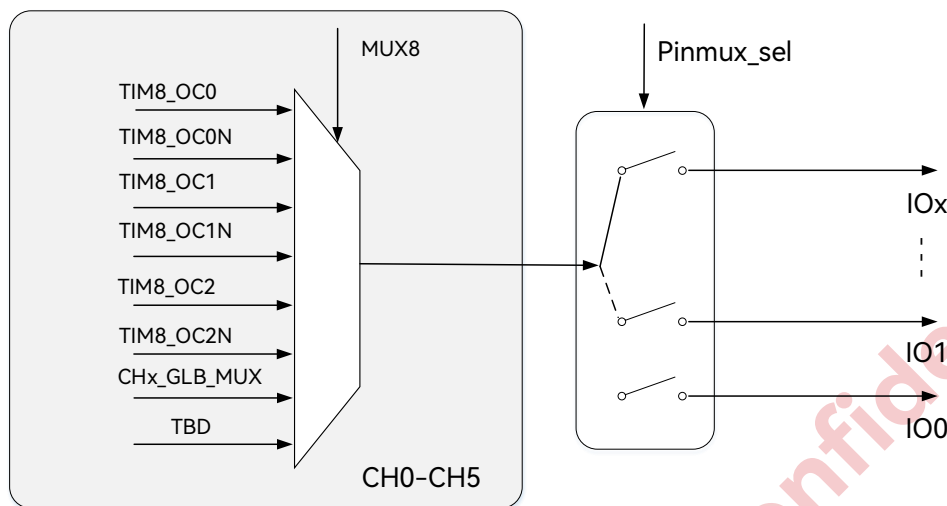 MUX8
Pinmux_sel
TIM8_OC0
TIM8_OC0N
TIM8_OC1
TIM8_OC1N
TIM8_OC2
TIM8_OC2N
CHx_GLB_MUX
TBD
CH0-CH5
IOx
IO1
IO0